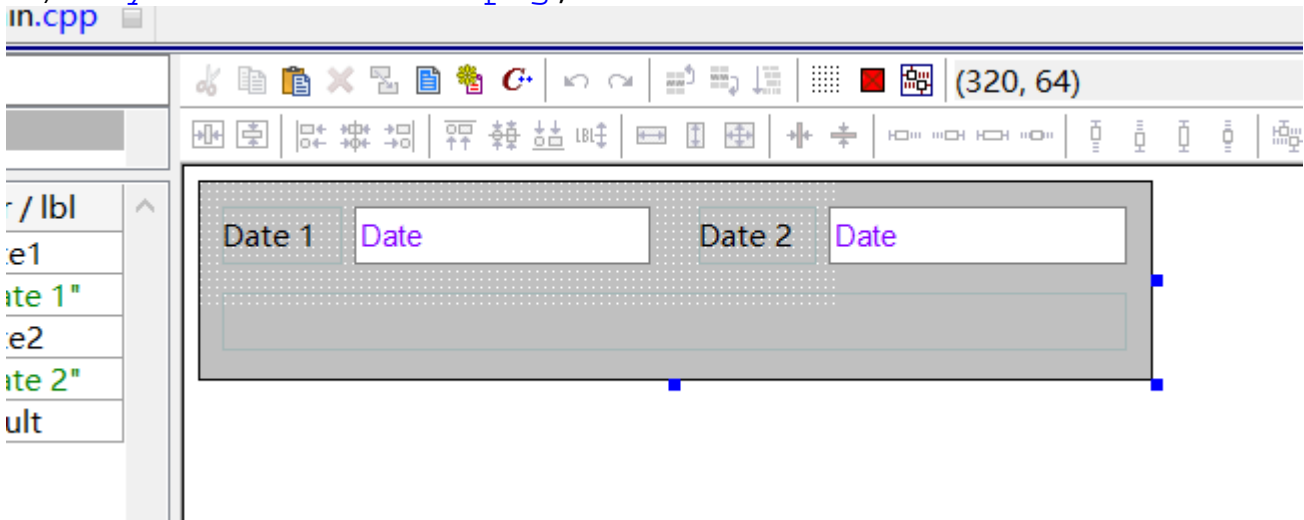 in.cpp
(320, 64)
LBL
/ lbl
Date 1 Date Date 2 Date
e1
ate 1"
e2
ate 2"
ult